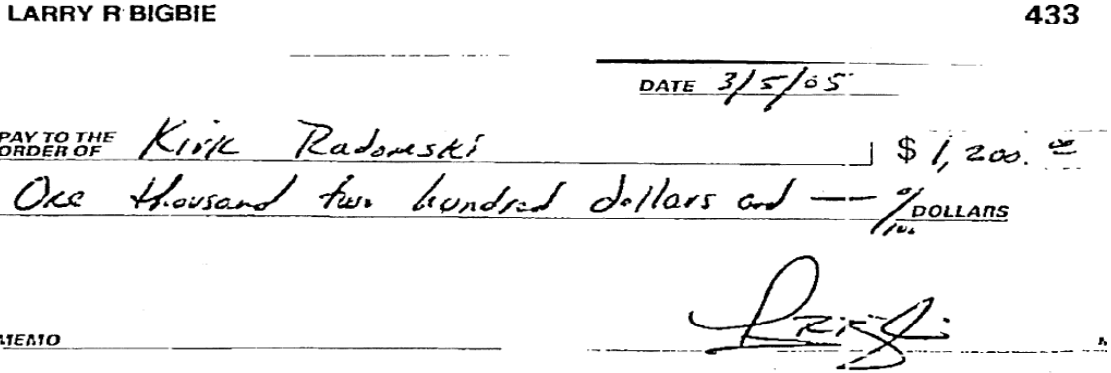 LARRY R BIGBIE 433
DATE 3/5/05
PAY TO THE ORDER OF Kirk Radomski $ 1,200.00
One thousand two hundred dollars and — 0/100 DOLLARS
MEMO